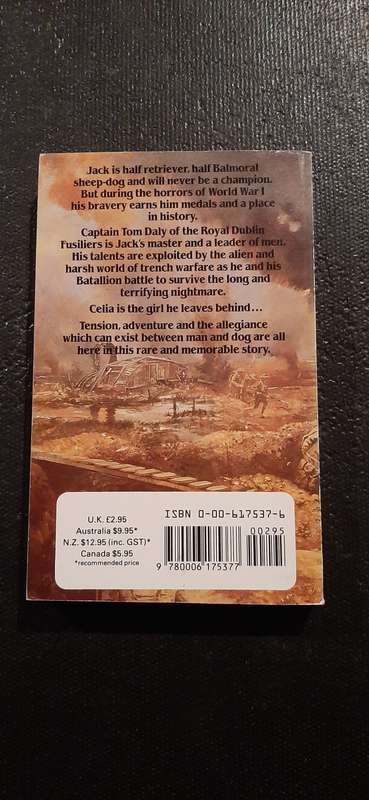 Jack is half retriever, half Balmoral
sheep-dog and will never be a champion.
But during the horrors of World War I
his bravery earns him medals and a place
in history.
Captain Tom Daly of the Royal Dublin
Fusiliers is Jack's master and a leader of men.
His talents are exploited by the alien and
harsh world of trench warfare as he and his
Batallion battle to survive the long and
terrifying nightmare.
Celia is the girl he leaves behind...
Tension, adventure and the allegiance
which can exist between man and dog are all
here in this rare and memorable story.
U.K. £2.95
Australia $9.95*
N.Z. $12.95 (inc. GST)*
Canada $5.95
*recommended price
ISBN 0-00-617537-6
00295
9 780006 175377